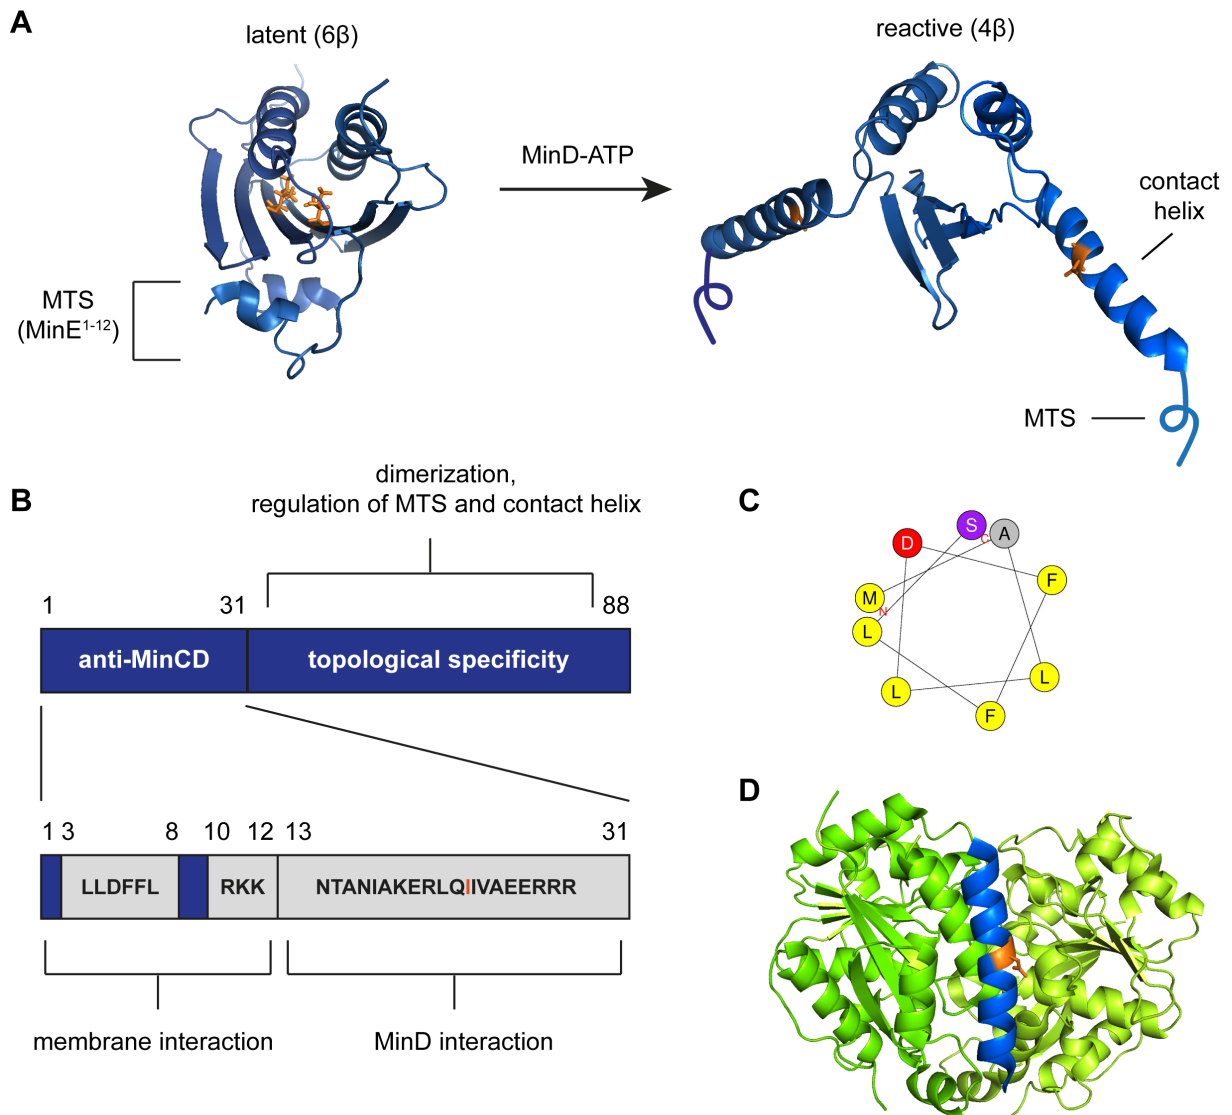 A
latent (6β)
reactive (4β)
MinD-ATP
contact
helix
MTS
(MinE1-12)
MTS
B
dimerization,
regulation of MTS and contact helix
1 31 88
anti-MinCD topological specificity
1 3 8 10 12 13 31
LLDFFL RKK NTANIAKERLQIIVAEERRR
membrane interaction MinD interaction
C
S
C
A
D
F
M
N
L
L
L
F
D